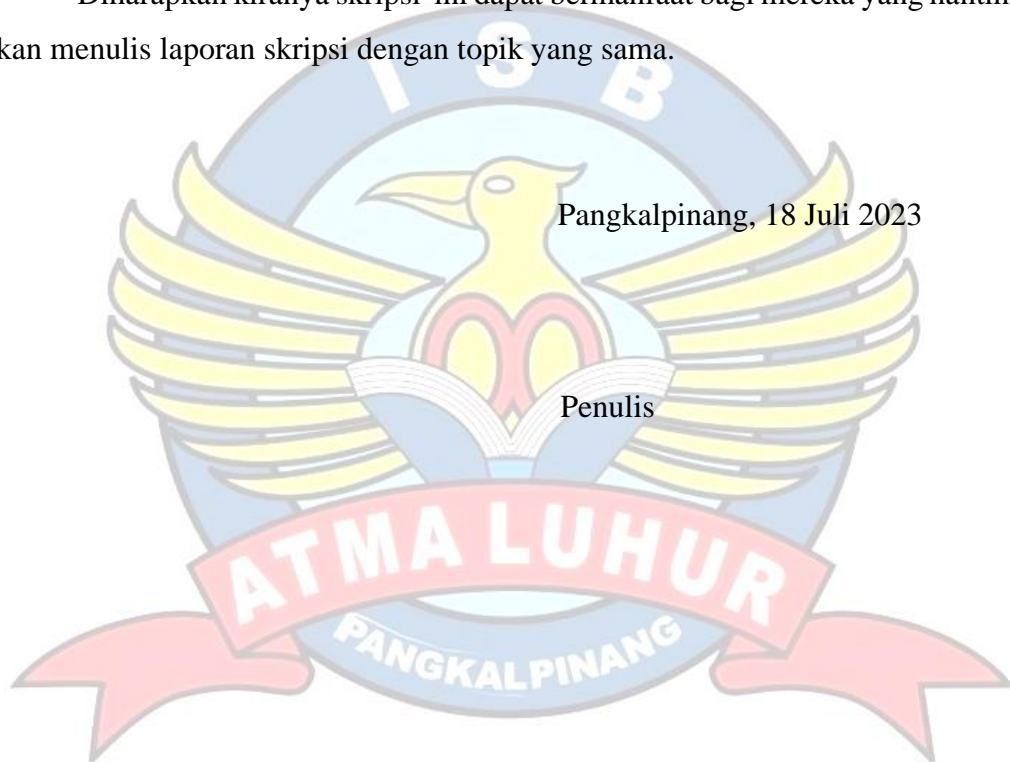 Diharapkan kiranya skripsi ini dapat bermanfaat bagi mereka yang
kan menulis laporan skripsi dengan topik yang sama.
I S B
Pangkalpinang, 18 Juli 2023
Penulis
ATMA LUHUR
PANGKALPINANG